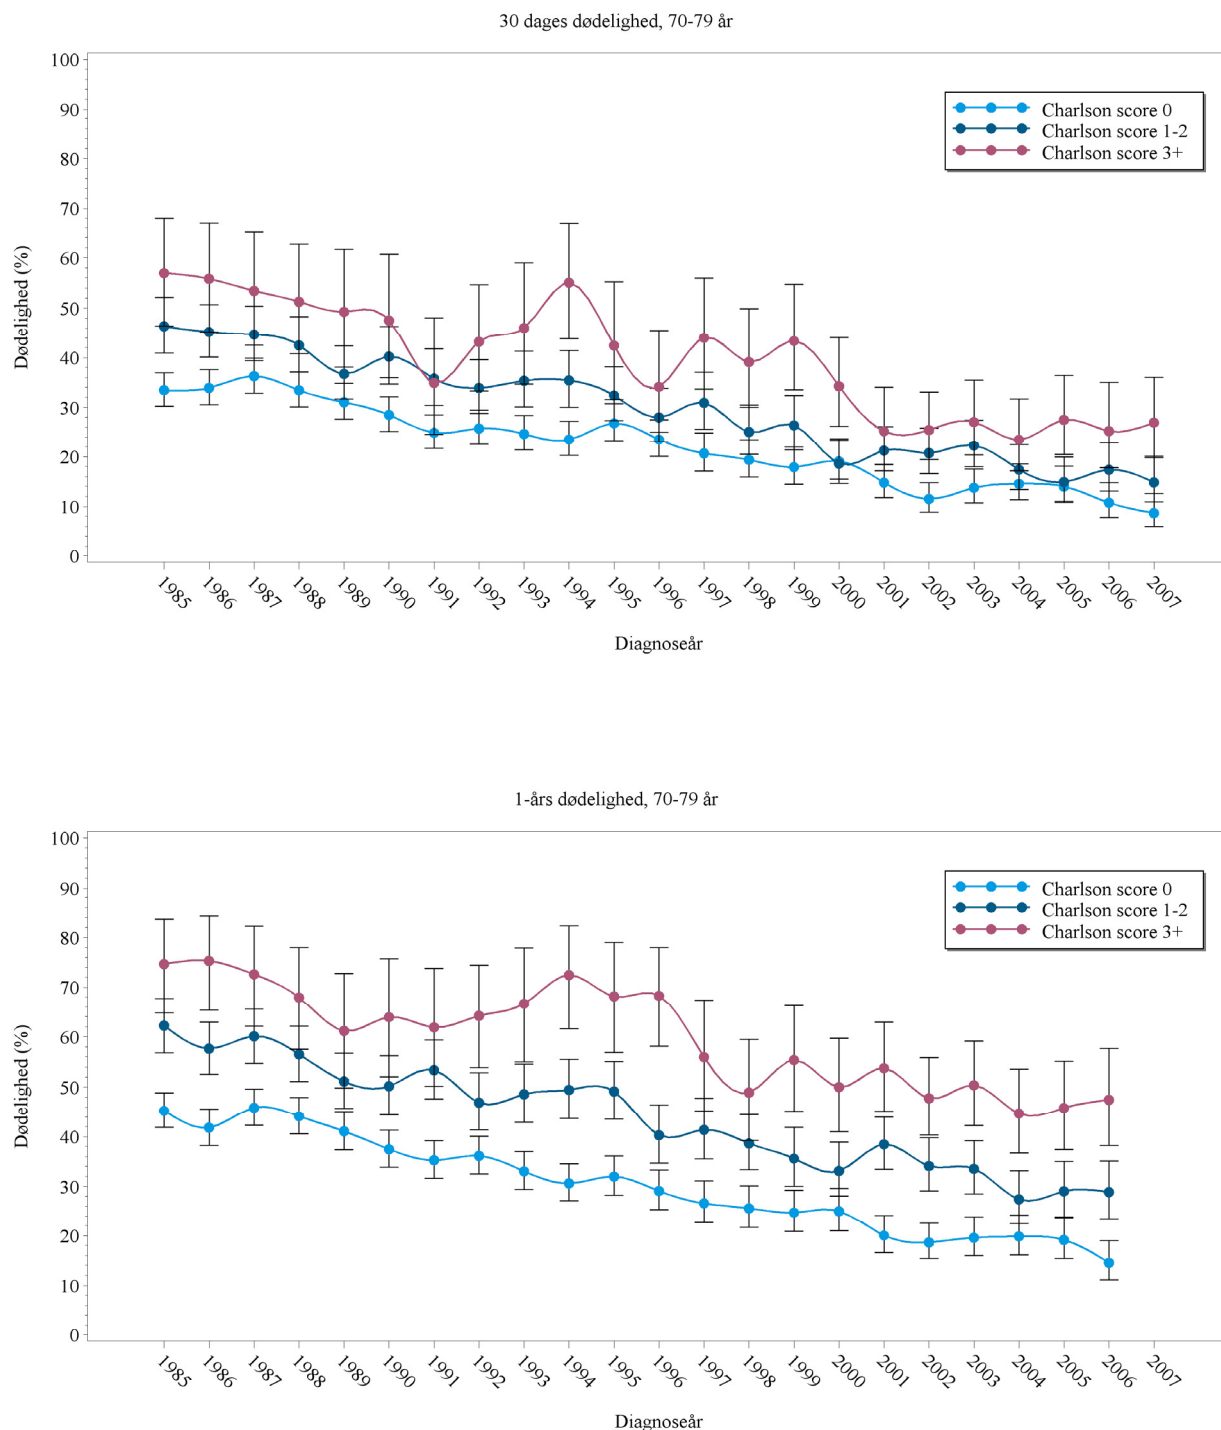 30 dages dødelighed, 70-79 år
100
90
80
70
60
50
40
30
20
10
0
Dødelighed (%)
Charlson score 0
Charlson score 1-2
Charlson score 3+
1985 1986 1987 1988 1989 1990 1991 1992 1993 1994 1995 1996 1997 1998 1999 2000 2001 2002 2003 2004 2005 2006 2007
Diagnoseår
1-års dødelighed, 70-79 år
100
90
80
70
60
50
40
30
20
10
0
Dødelighed (%)
Charlson score 0
Charlson score 1-2
Charlson score 3+
1985 1986 1987 1988 1989 1990 1991 1992 1993 1994 1995 1996 1997 1998 1999 2000 2001 2002 2003 2004 2005 2006 2007
Diagnoseår